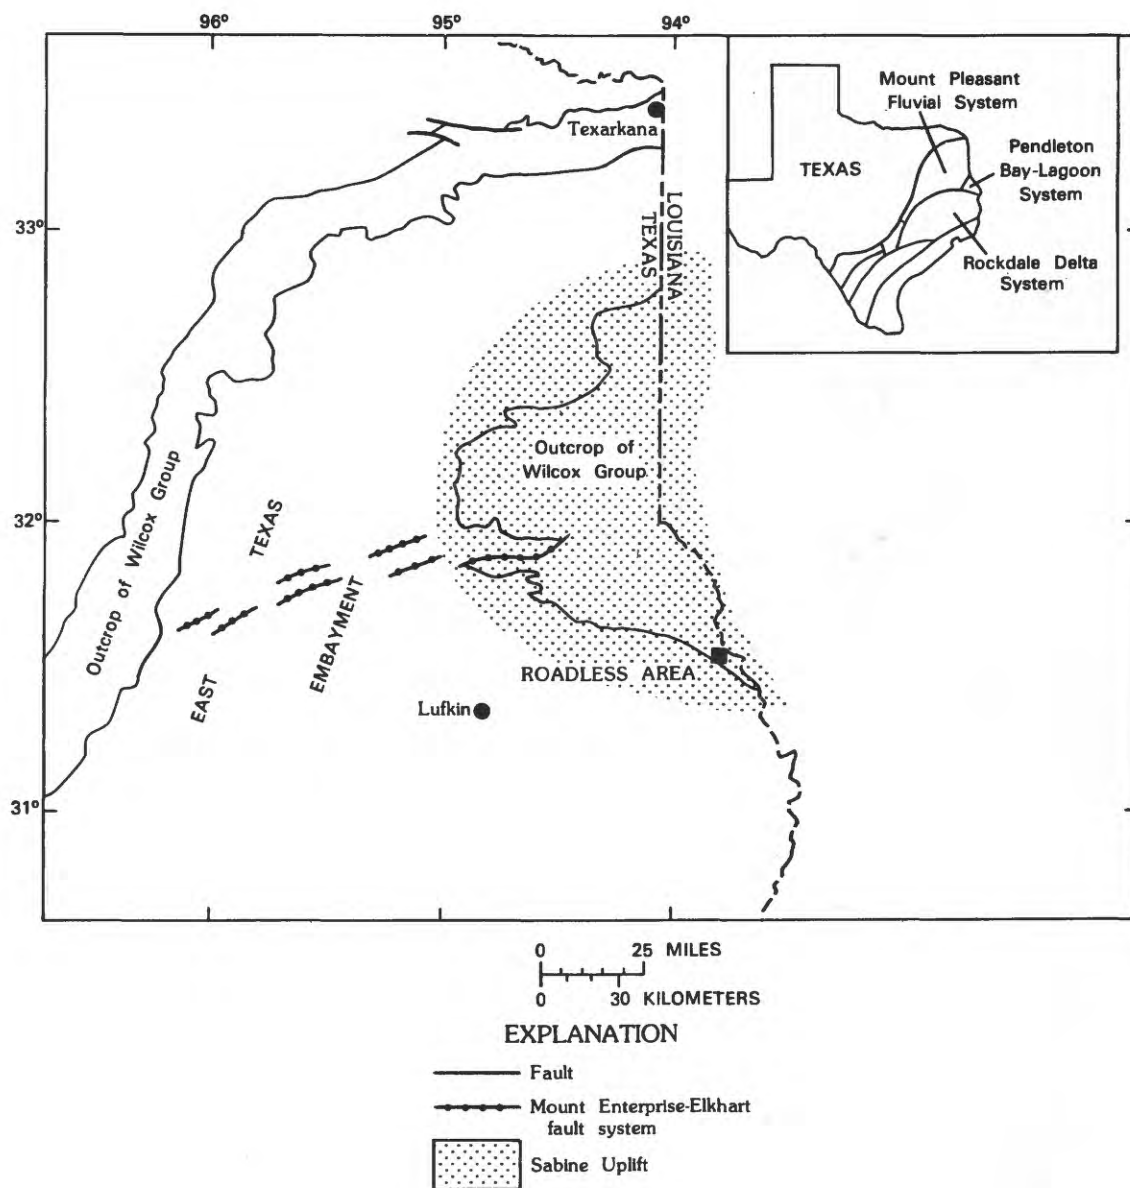 96°
95°
94°
Texarkana
33°
LOUISIANA
TEXAS
Outcrop of
Wilcox Group
32°
Outcrop of Wilcox Group
EAST
TEXAS
EMBAYMENT
ROADLESS AREA
Lufkin
31°
Mount Pleasant
Fluvial System
TEXAS
Pendleton
Bay-Lagoon
System
Rockdale Delta
System
0 25 MILES
0 30 KILOMETERS
EXPLANATION
Fault
Mount Enterprise-Elkhart
fault system
Sabine Uplift